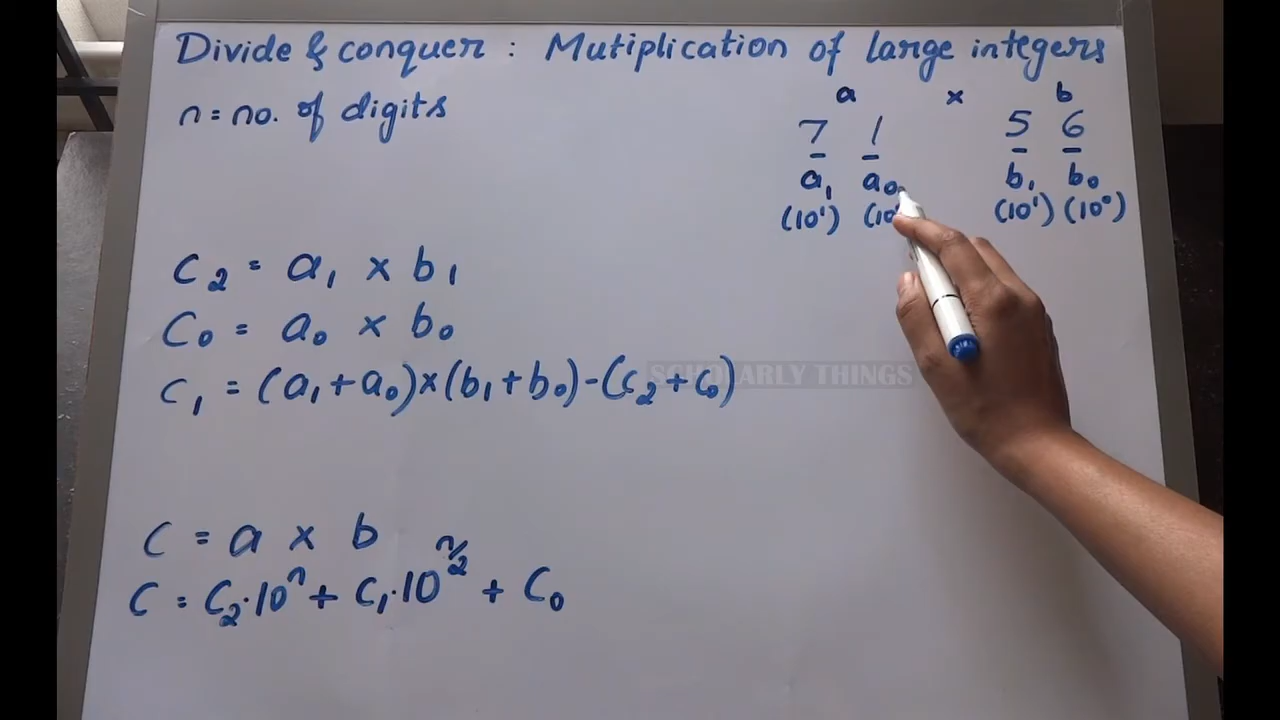 Divide & conquer : Mutiplication of large integers
n = no. of digits
a × b
7 1 5 6
a₁ a₀ b₁ b₀
(10¹) (10⁰ (10¹) (10⁰)
C₂ = a₁ × b₁
C₀ = a₀ × b₀
C₁ = (a₁ + a₀) × (b₁ + b₀) - (C₂ + C₀)
SCHOLARLY THINGS
C = a × b
C = C₂·10ⁿ + C₁·10^(n/2) + C₀